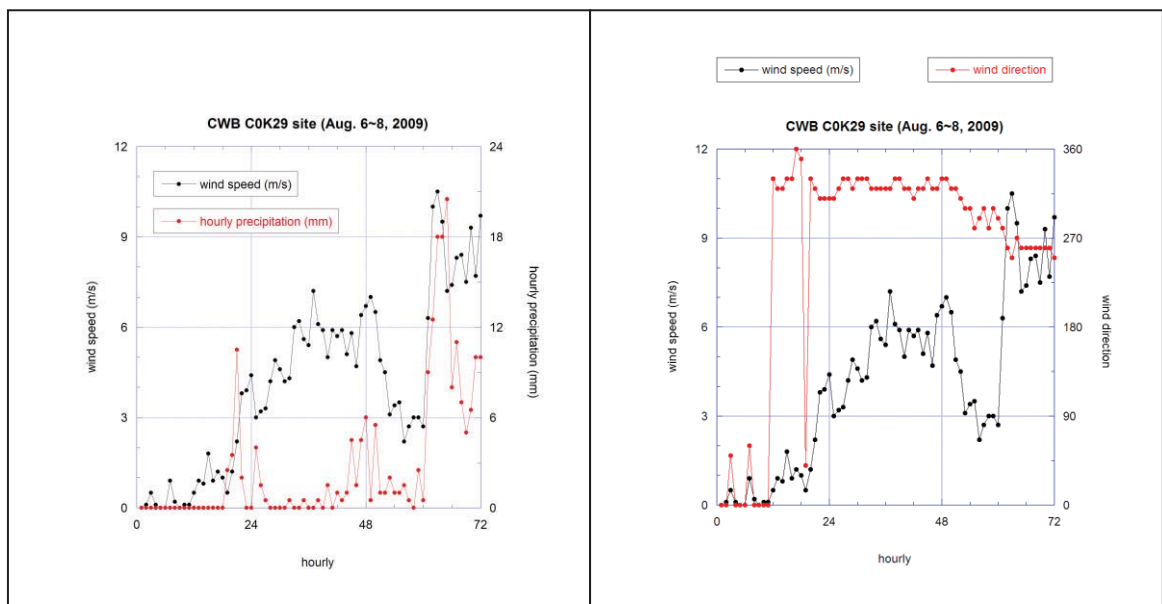 CWB C0K29 site (Aug. 6~8, 2009)
12
24
wind speed (m/s)
hourly precipitation (mm)
9
18
wind speed (m/s)
hourly precipitation (mm)
6
12
3
6
0
0
0
24
48
72
hourly
wind speed (m/s)
wind direction
CWB C0K29 site (Aug. 6~8, 2009)
12
360
9
270
wind speed (m/s)
wind direction
6
180
3
90
0
0
0
24
48
72
hourly